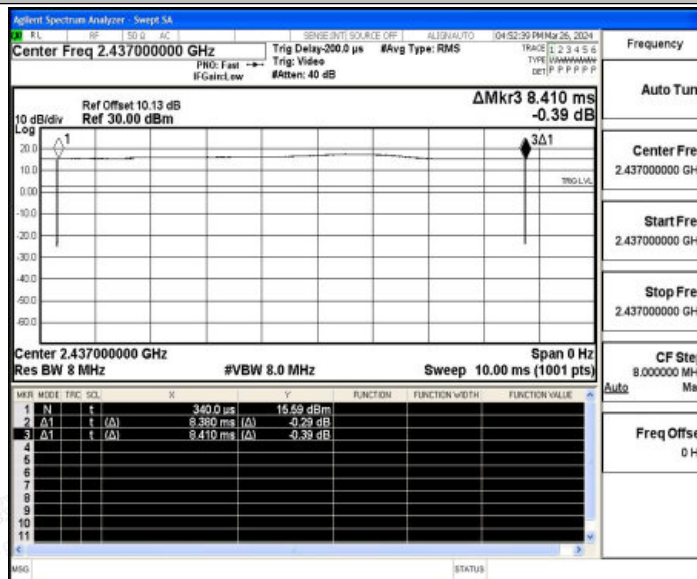 Agilent Spectrum Analyzer - Swept SA
RL RF 50 Ω AC SENSE:INT SOURCE OFF ALIGNAUTO 04:52:39 PM Mar 26, 2024
Center Freq 2.437000000 GHz
PNO: Fast
IFGain:Low
Trig Delay-200.0 µs
Trig: Video
#Atten: 40 dB
#Avg Type: RMS
TRACE 1 2 3 4 5 6
TYPE WWWWWW
DET P P P P P P
Ref Offset 10.13 dB
10 dB/div Ref 30.00 dBm
Log
ΔMkr3 8.410 ms
-0.39 dB
1
3Δ1
20.0
10.0
TRIG LVL
0.00
-10.0
-20.0
-30.0
-40.0
-50.0
-60.0
Center 2.437000000 GHz Span 0 Hz
Res BW 8 MHz #VBW 8.0 MHz Sweep 10.00 ms (1001 pts)
MKR MODE TRC SCL X Y FUNCTION FUNCTION WIDTH FUNCTION VALUE
1 N t 340.0 us 15.59 dBm
2 Δ1 t (Δ) 8.380 ms (Δ) -0.29 dB
3 Δ1 t (Δ) 8.410 ms (Δ) -0.39 dB
4
5
6
7
8
9
10
11
MSG STATUS
Frequency
Auto Tun
Center Fre
2.437000000 GH
Start Fre
2.437000000 GH
Stop Fre
2.437000000 GH
CF Ste
8.000000 MH
Auto Ma
Freq Offse
0 H